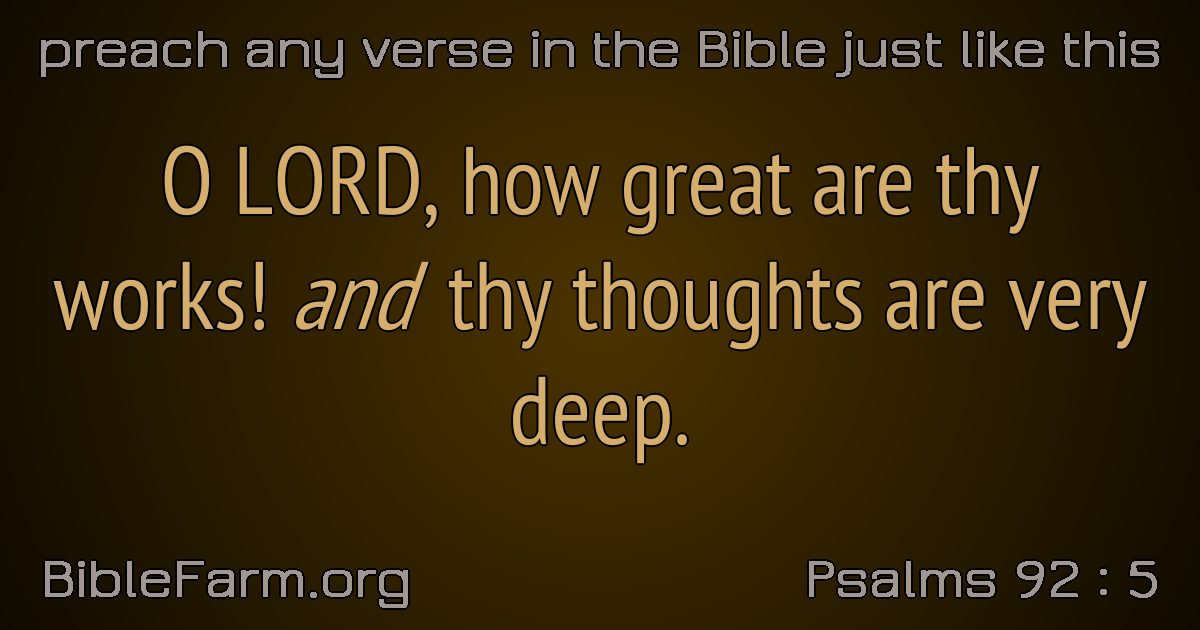 preach any verse in the Bible just like this
O LORD, how great are thy
works! and thy thoughts are very
deep.
BibleFarm.org
Psalms 92 : 5